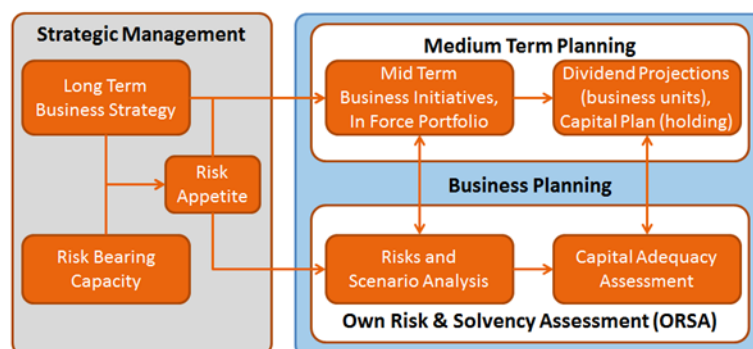 Strategic Management
Long Term
Business Strategy
Risk
Appetite
Risk Bearing
Capacity
Medium Term Planning
Mid Term
Business Initiatives,
In Force Portfolio
Dividend Projections
(business units),
Capital Plan (holding)
Business Planning
Risks and
Scenario Analysis
Capital Adequacy
Assessment
Own Risk & Solvency Assessment (ORSA)